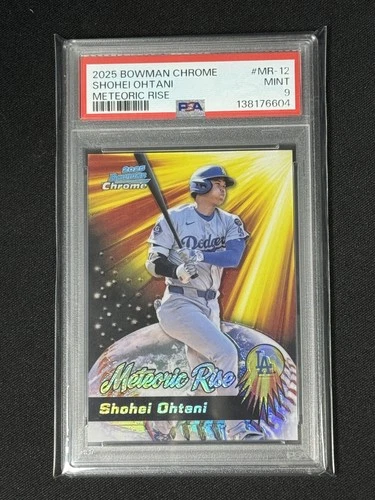 2025 BOWMAN CHROME #MR-12
SHOHEI OHTANI MINT
METEORIC RISE 9
PSA 138176604
2025
Bowman
Chrome
Dodgers
Meteoric Rise
LA
Shohei Ohtani